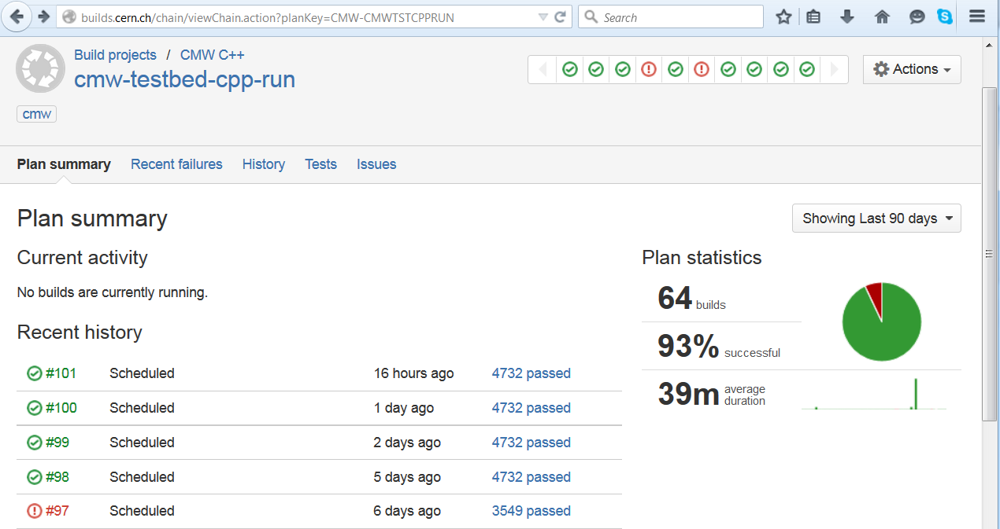 builds.cern.ch/chain/viewChain.action?planKey=CMW-CMWTSTCPPRUN
Search
Build projects / CMW C++
cmw-testbed-cpp-run
Actions
cmw
Plan summary Recent failures History Tests Issues
Plan summary
Showing Last 90 days
Current activity
No builds are currently running.
Recent history
#101 Scheduled 16 hours ago 4732 passed
#100 Scheduled 1 day ago 4732 passed
#99 Scheduled 2 days ago 4732 passed
#98 Scheduled 5 days ago 4732 passed
#97 Scheduled 6 days ago 3549 passed
Plan statistics
64 builds
93% successful
39m average
duration